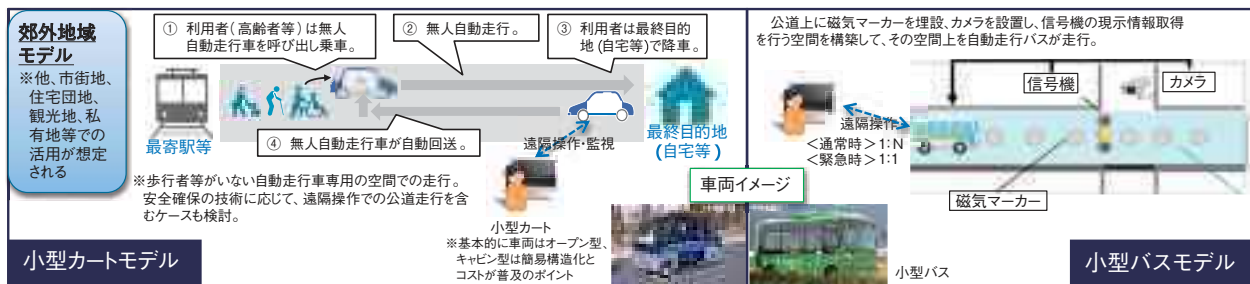 郊外地域
モデル
※他、市街地、
住宅団地、
観光地、私
有地等での
活用が想定
される
① 利用者(高齢者等)は無人
自動走行車を呼び出し乗車。
② 無人自動走行。
③ 利用者は最終目的
地(自宅等)で降車。
最寄駅等
④ 無人自動走行車が自動回送。
遠隔操作・監視
最終目的地
(自宅等)
※歩行者等がいない自動走行車専用の空間での走行。
安全確保の技術に応じて、遠隔操作での公道走行を含
むケースも検討。
小型カート
※基本的に車両はオープン型、
キャビン型は簡易構造化と
コストが普及のポイント
小型カートモデル
車両イメージ
公道上に磁気マーカーを埋設、カメラを設置し、信号機の現示情報取得
を行う空間を構築して、その空間上を自動走行バスが走行。
信号機
カメラ
遠隔操作
<通常時>1:N
<緊急時>1:1
磁気マーカー
小型バス
小型バスモデル